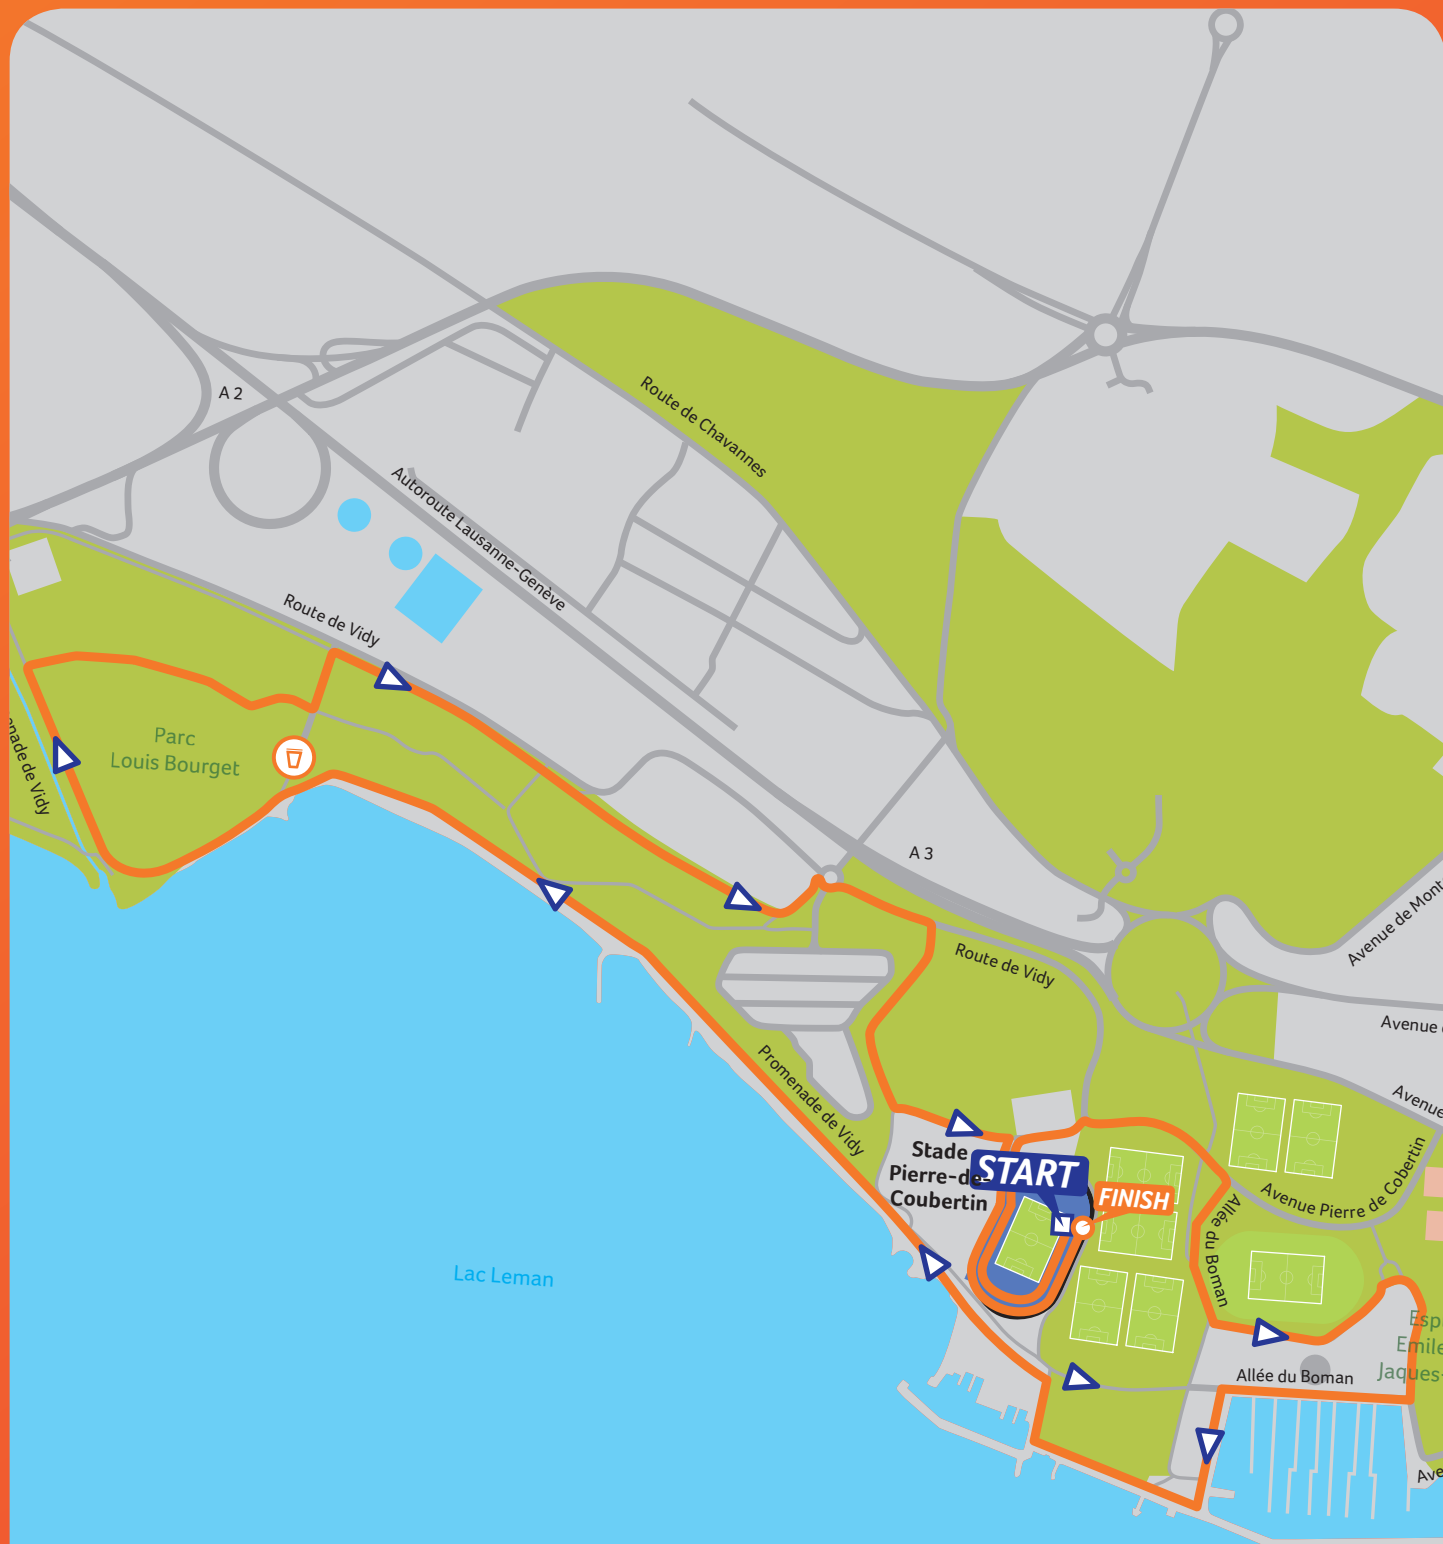 A 2
Route de Chavannes
Autoroute Lausanne-Genève
Route de Vidy
Parc
Louis Bourget
enade de Vidy
A 3
Avenue de Mont
Route de Vidy
Avenue
Avenue
Promenade de Vidy
Stade
Pierre-de-
Coubertin
START
FINISH
Avenue Pierre de Cobertin
Allée du Boman
Lac Leman
Esp
Emile
Jaques-
Allée du Boman
Ave